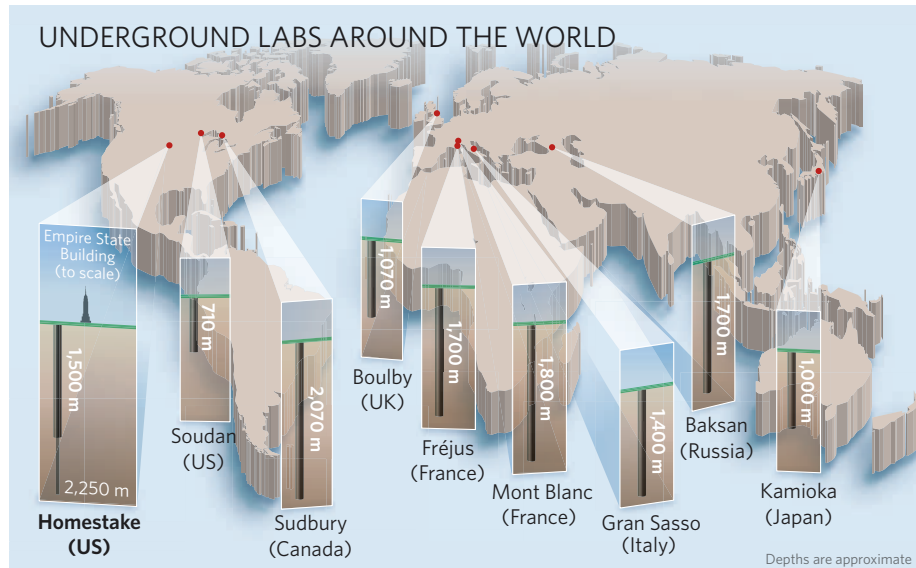 UNDERGROUND LABS AROUND THE WORLD
Empire State
Building
(to scale)
1,500 m
2,250 m
Homestake
(US)
710 m
Soudan
(US)
2,070 m
Sudbury
(Canada)
1,070 m
Boulby
(UK)
1,700 m
Fréjus
(France)
1,800 m
Mont Blanc
(France)
1,400 m
Gran Sasso
(Italy)
1,700 m
Baksan
(Russia)
1,000 m
Kamioka
(Japan)
Depths are approximate